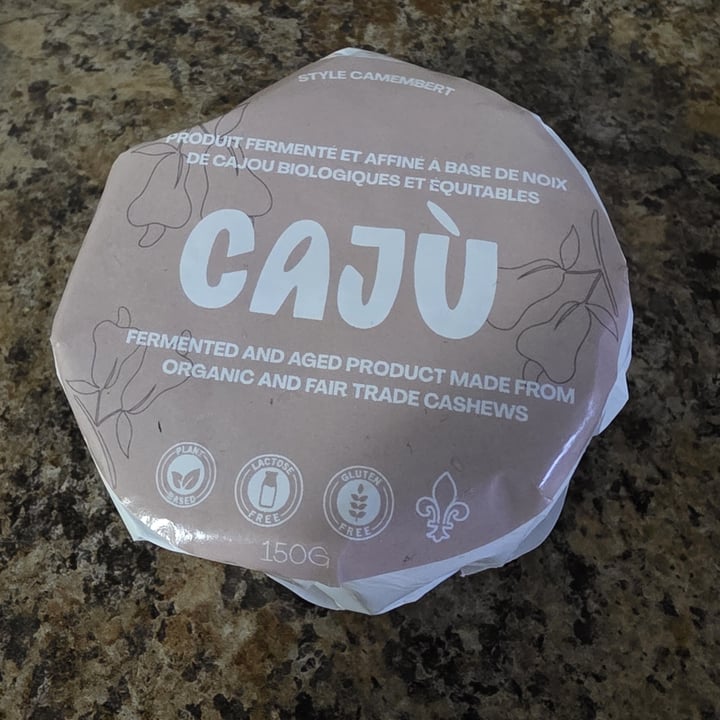 STYLE CAMEMBERT
PRODUIT FERMENTÉ ET AFFINÉ À BASE DE NOIX
DE CAJOU BIOLOGIQUES ET ÉQUITABLES
CAJÙ
FERMENTED AND AGED PRODUCT MADE FROM
ORGANIC AND FAIR TRADE CASHEWS
PLANT
BASED
LACTOSE
FREE
GLUTEN
FREE
150G